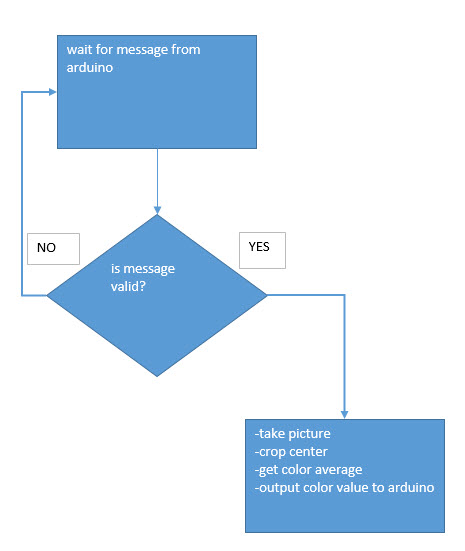 wait for message from
arduino
NO
YES
is message
valid?
-take picture
-crop center
-get color average
-output color value to arduino